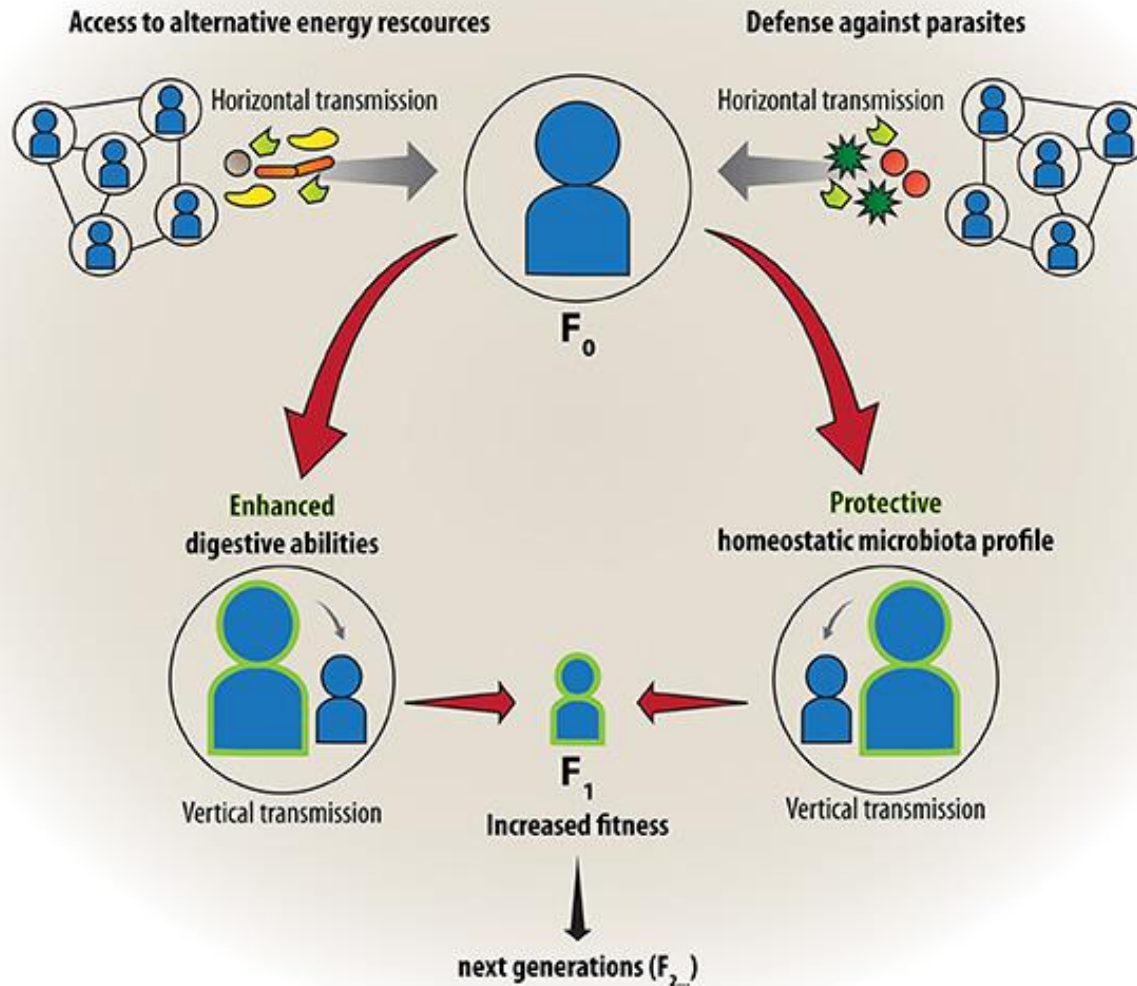 Access to alternative energy rescources
Defense against parasites
Horizontal transmission
Horizontal transmission
F0
Enhanced
digestive abilities
Protective
homeostatic microbiota profile
Vertical transmission
F1
Increased fitness
Vertical transmission
next generations (F2...)